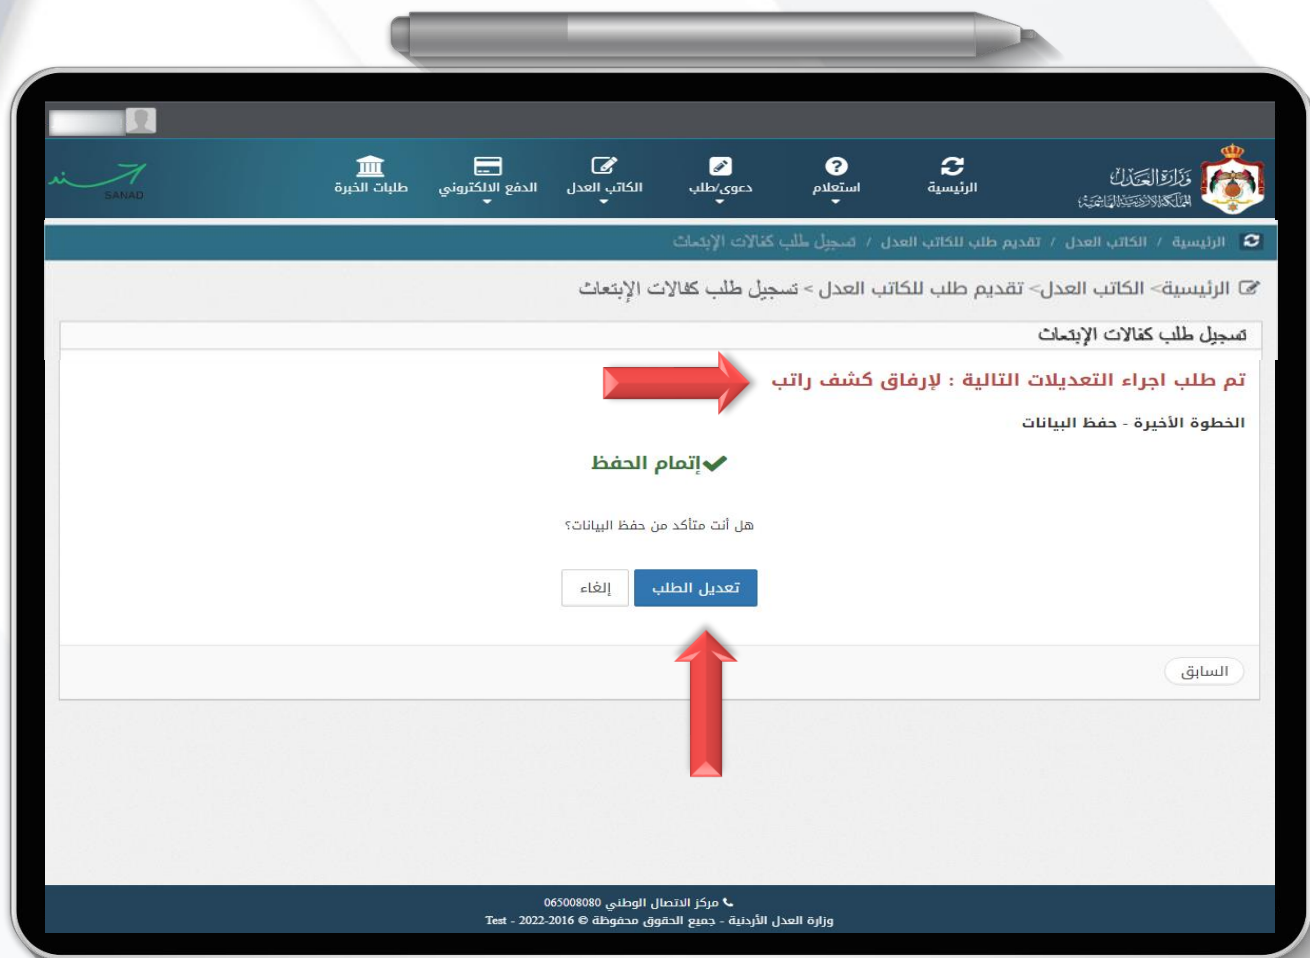 وزارة العدل
المملكة الأردنية الهاشمية
الرئيسية
استعلام
دعوى/طلب
الكاتب العدل
الدفع الالكتروني
طلبات الخبرة
سند
SANAD
الرئيسية / الكاتب العدل / تقديم طلب للكاتب العدل / تسجيل طلب كفالات الإبتعاث
الرئيسية> الكاتب العدل> تقديم طلب للكاتب العدل > تسجيل طلب كفالات الإبتعاث
تسجيل طلب كفالات الإبتعاث
تم طلب اجراء التعديلات التالية : لإرفاق كشف راتب
الخطوة الأخيرة - حفظ البيانات
إتمام الحفظ
هل أنت متأكد من حفظ البيانات؟
تعديل الطلب
إلغاء
السابق
مركز الاتصال الوطني 065008080
وزارة العدل الأردنية - جميع الحقوق محفوظة © 2016-2022 - Test